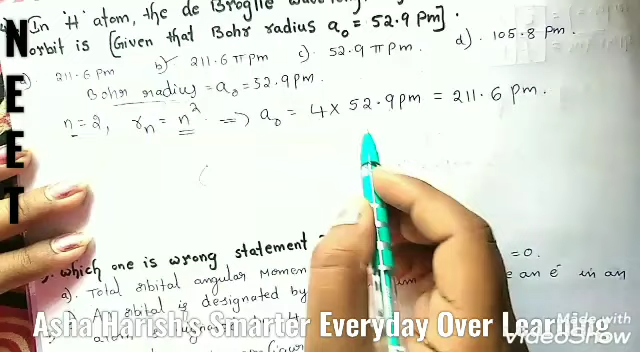 In 'H' atom, the de Broglie
orbit is [Given that Bohr radius a₀ = 52.9 pm].
211.6 pm b) 211.6 π pm c). 52.9 π pm d). 105.8 pm
Bohr radius = a₀ = 52.9 pm.
n = 2, rn = n². ⇒ a₀ = 4 x 52.9 pm = 211.6 pm.
NEET
which one is wrong statement = 0.
a). Total orbital angular Momen an e⁻ in an
). An orbital is designated by
Asha Harish's Smarter Everyday Over Learning
Made with
VideoShow